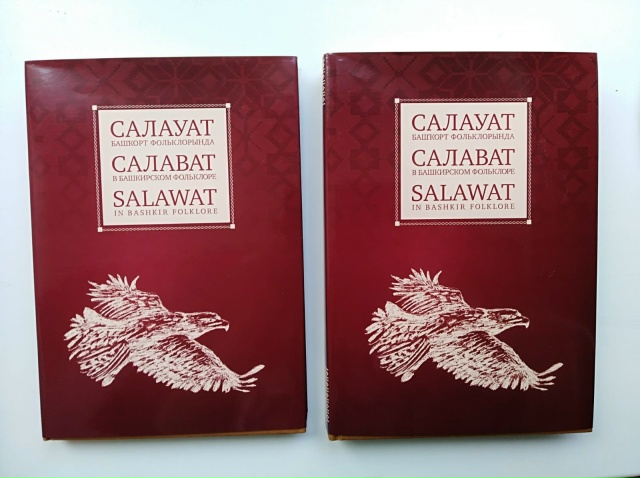 САЛАУАТ
БАШҠОРТ ФОЛЬКЛОРЫНДА
САЛАВАТ
В БАШКИРСКОМ ФОЛЬКЛОРЕ
SALAWAT
IN BASHKIR FOLKLORE
САЛАУАТ
БАШҠОРТ ФОЛЬКЛОРЫНДА
САЛАВАТ
В БАШКИРСКОМ ФОЛЬКЛОРЕ
SALAWAT
IN BASHKIR FOLKLORE